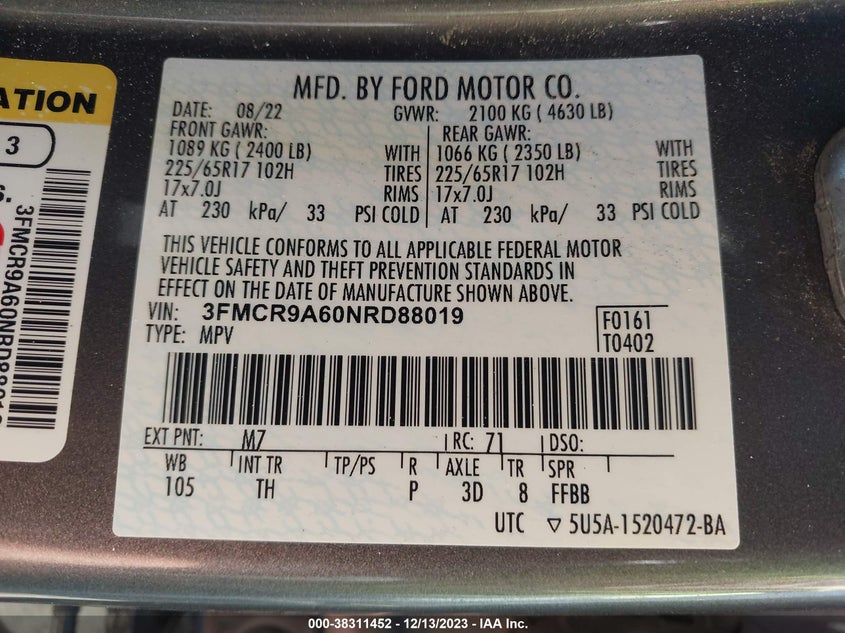 ATION
3
S.
3FMCR9A60NRD88019
MFD. BY FORD MOTOR CO.
DATE: 08/22 GVWR: 2100 KG ( 4630 LB)
FRONT GAWR: REAR GAWR:
1089 KG ( 2400 LB) WITH 1066 KG ( 2350 LB) WITH
225/65R17 102H TIRES 225/65R17 102H TIRES
17x7.0J RIMS 17x7.0J RIMS
AT 230 kPa/ 33 PSI COLD AT 230 kPa/ 33 PSI COLD
THIS VEHICLE CONFORMS TO ALL APPLICABLE FEDERAL MOTOR
VEHICLE SAFETY AND THEFT PREVENTION STANDARDS IN
EFFECT ON THE DATE OF MANUFACTURE SHOWN ABOVE.
VIN: 3FMCR9A60NRD88019
F0161
TYPE: MPV
T0402
EXT PNT: M7 RC: 71 DSO:
WB INT TR TP/PS R AXLE TR SPR
105 TH P 3D 8 FFBB
UTC ▽ 5U5A-1520472-BA
000-38311452 - 12/13/2023 - IAA Inc.